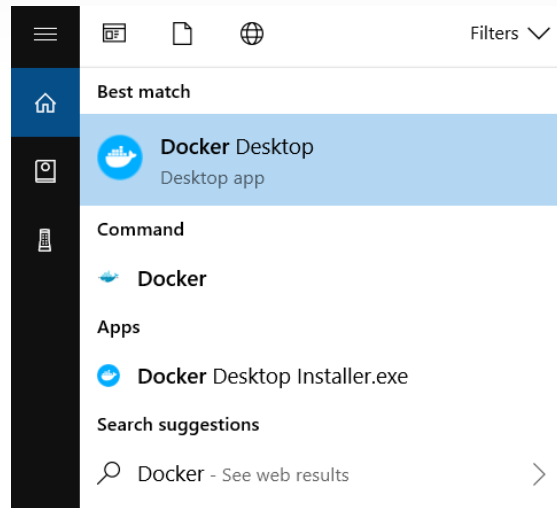 Filters
Best match
Docker Desktop
Desktop app
Command
Docker
Apps
Docker Desktop Installer.exe
Search suggestions
Docker - See web results